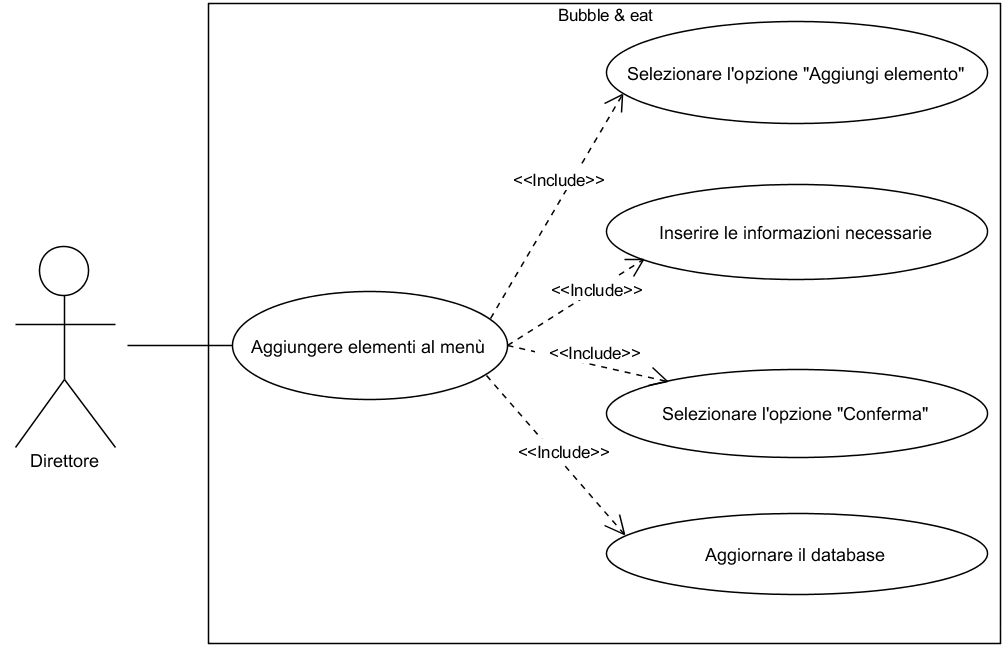 Bubble & eat
Selezionare l'opzione "Aggiungi elemento"
<<Include>>
Inserire le informazioni necessarie
<<Include>>
Aggiungere elementi al menù
<<Include>>
Selezionare l'opzione "Conferma"
Direttore
<<Include>>
Aggiornare il database